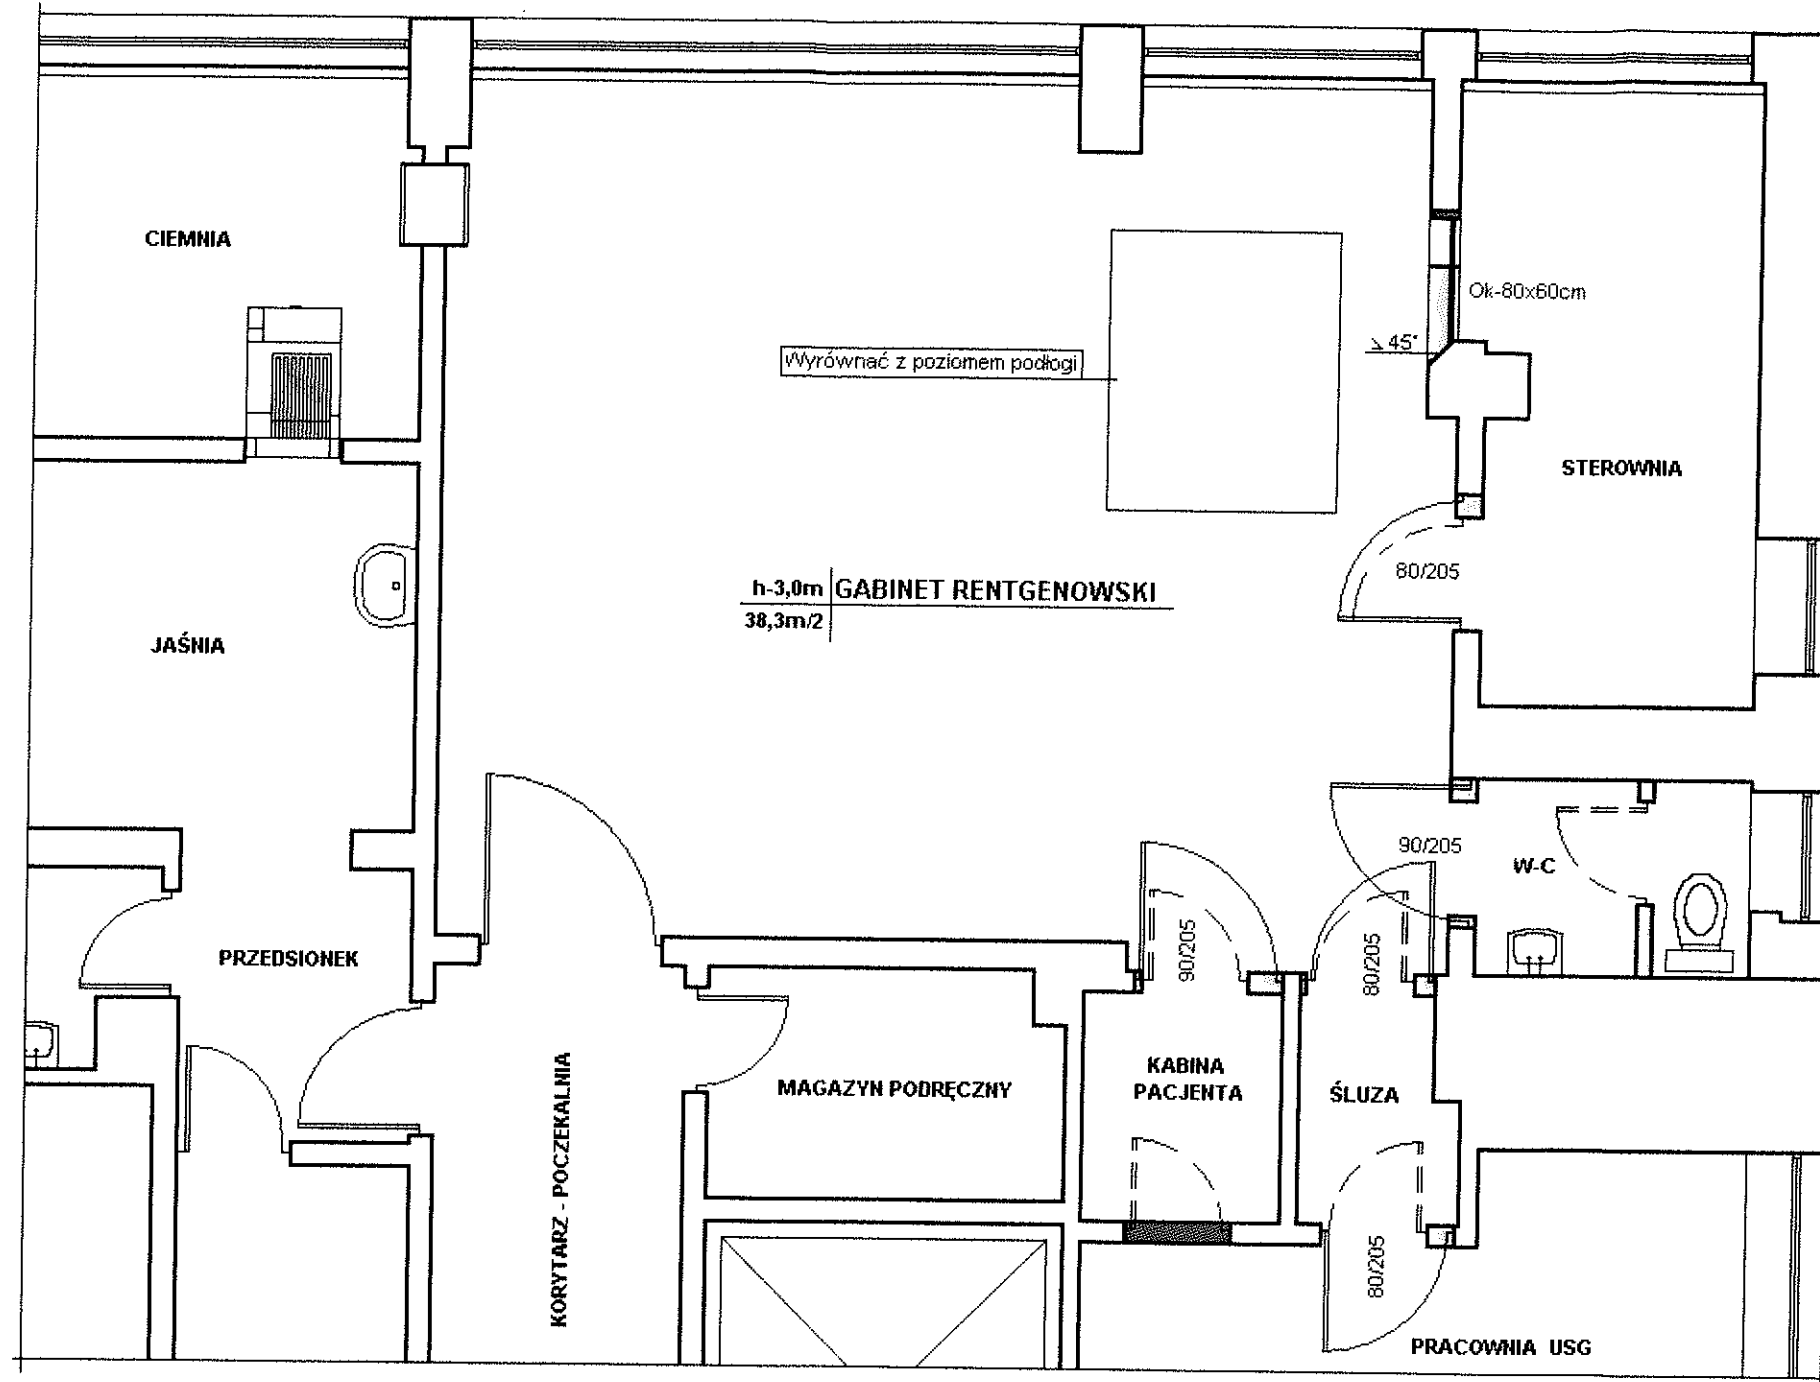 CIEMNIA
Ok-80x60cm
45°
Wyrównać z poziomem podłogi
STEROWNIA
80/205
h-3,0m GABINET RENTGENOWSKI
38,3m/2
JAŚNIA
90/205
W-C
PRZEDSIONEK
90/205
80/205
KABINA
PACJENTA
MAGAZYN PODRĘCZNY
ŚLUZA
KORYTARZ - POCZEKALNIA
80/205
PRACOWNIA USG